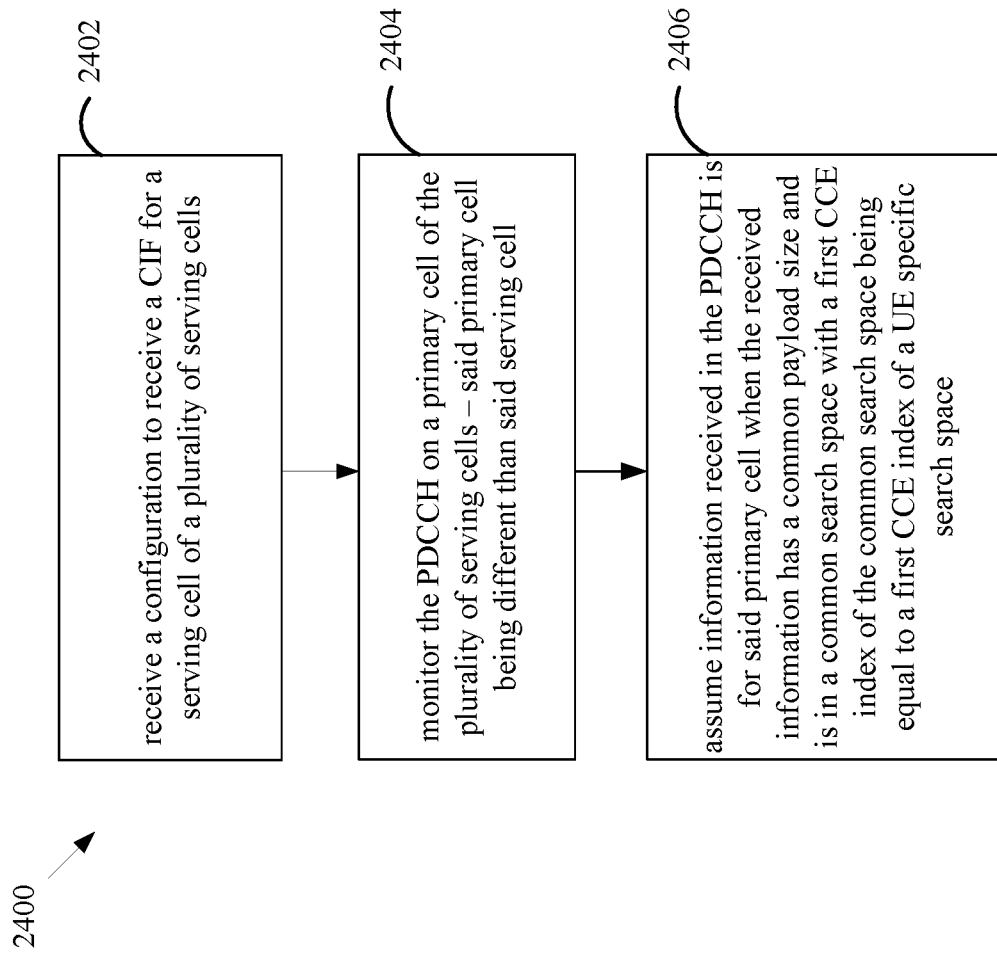 2400
2402
receive a configuration to receive a CIF for a
serving cell of a plurality of serving cells
2404
monitor the PDCCH on a primary cell of the
plurality of serving cells – said primary cell
being different than said serving cell
2406
assume information received in the PDCCH is
for said primary cell when the received
information has a common payload size and
is in a common search space with a first CCE
index of the common search space being
equal to a first CCE index of a UE specific
search space